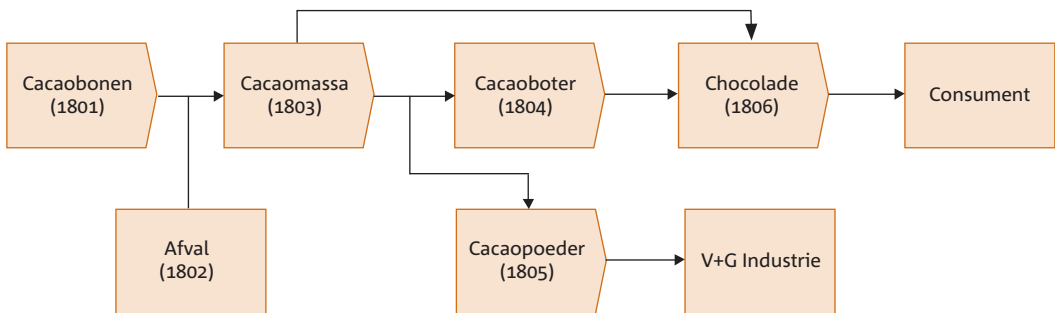 Cacaobonen
(1801)
Cacaomassa
(1803)
Cacaoboter
(1804)
Chocolade
(1806)
Consument
Afval
(1802)
Cacaopoeder
(1805)
V+G Industrie